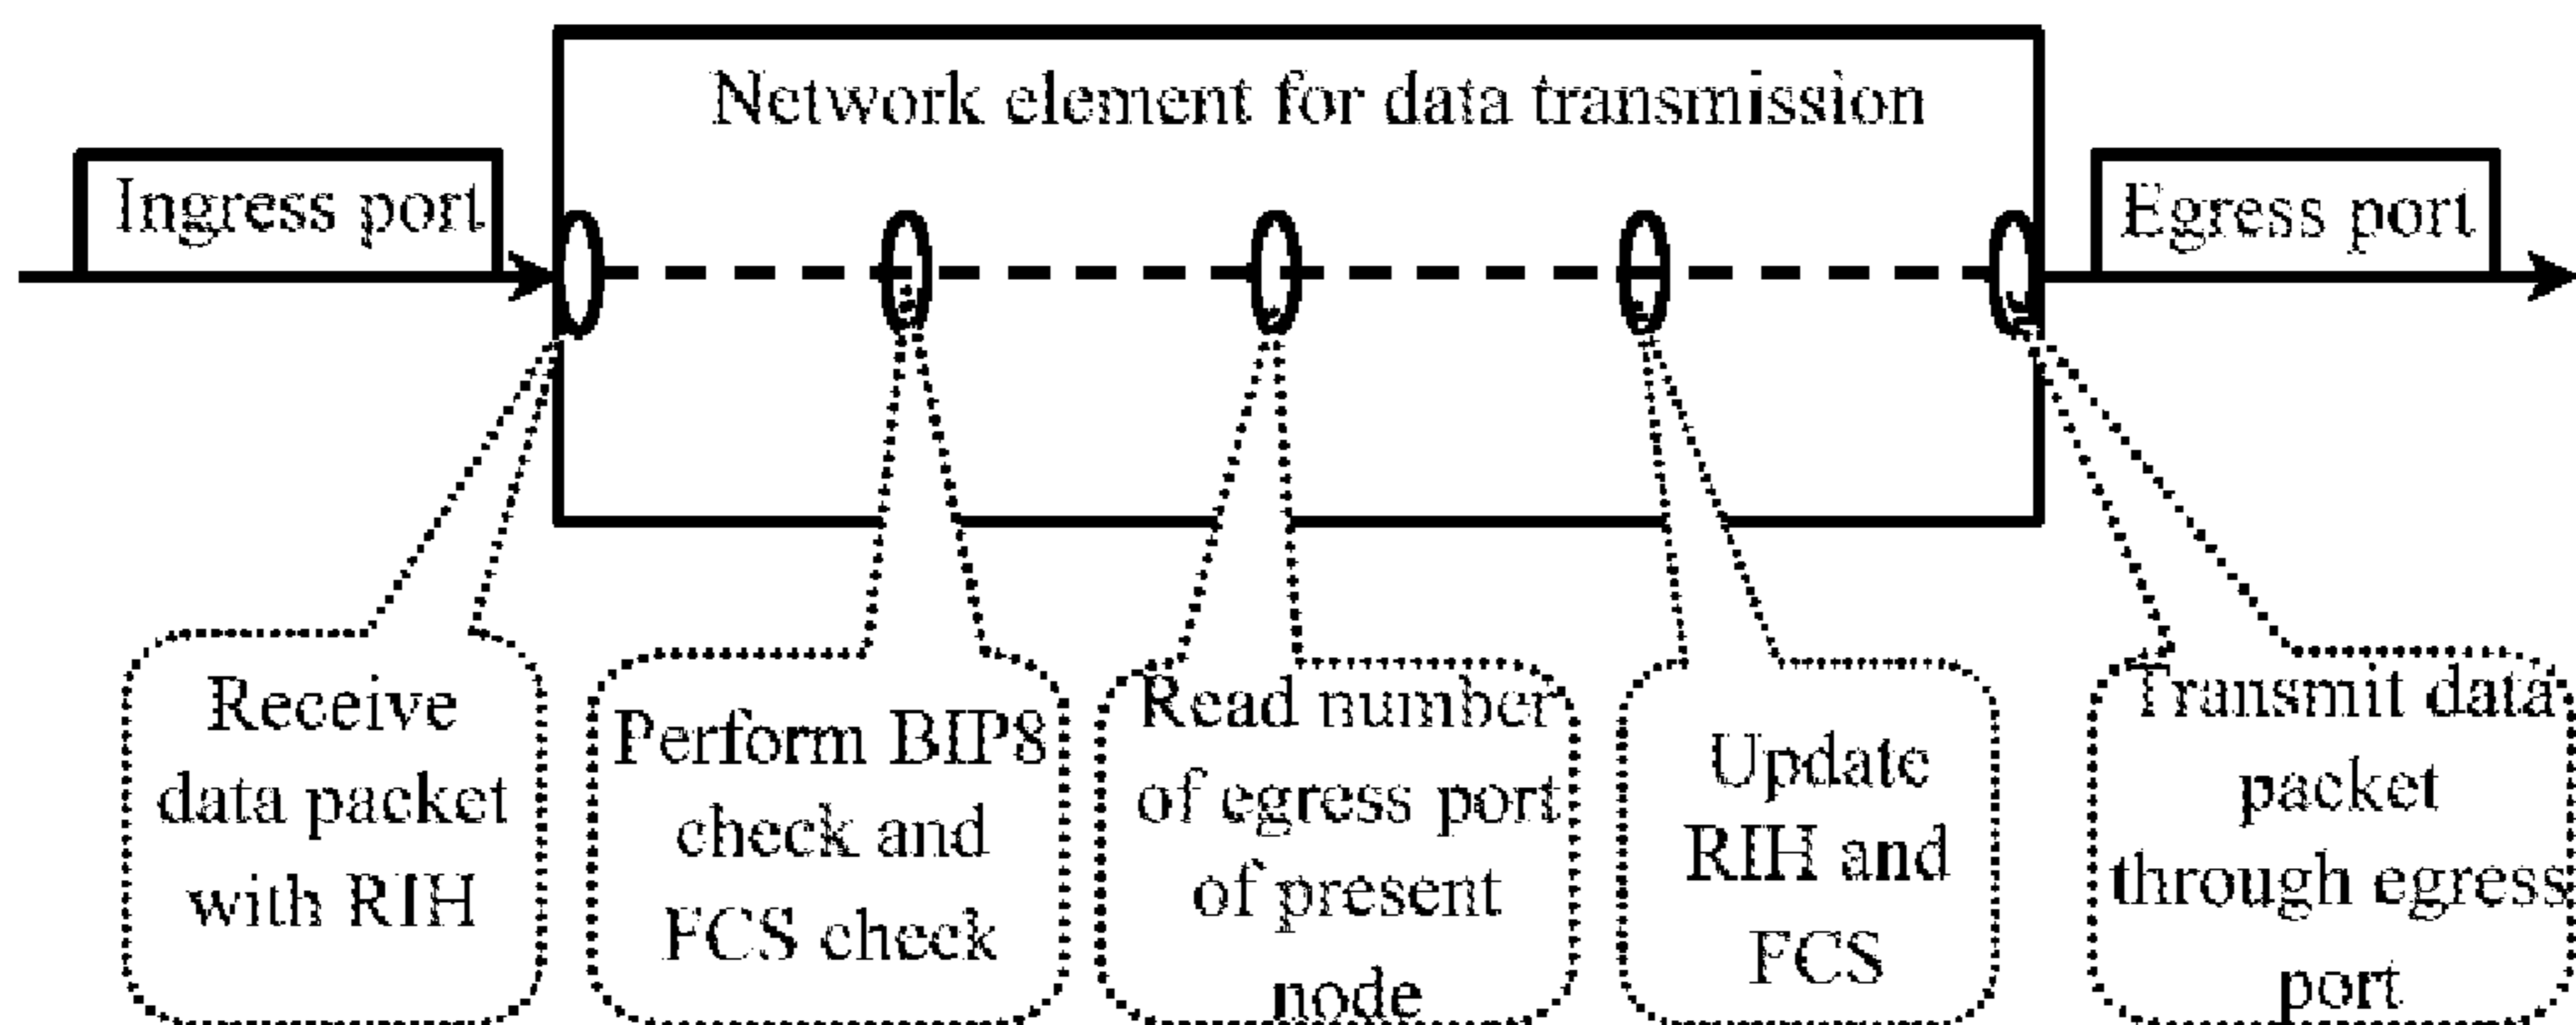 Network element for data transmission
Ingress port
Egress port
Receive
data packet
with RIH
Perform BIP8
check and
FCS check
Read number
of egress port
of present
node
Update
RIH and
FCS
Transmit data
packet
through egress
port